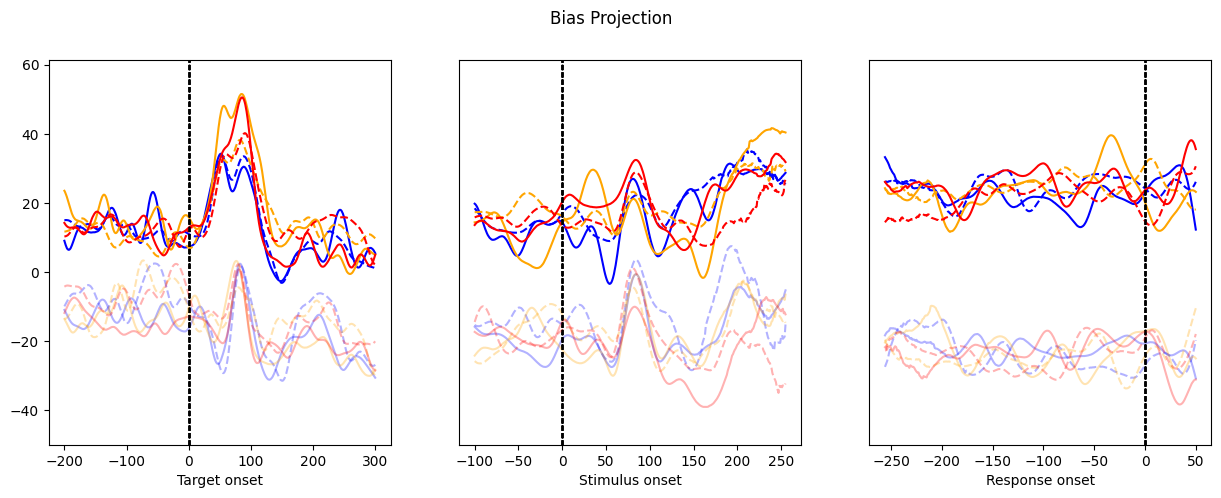 Bias Projection
60
40
20
0
−20
−40
−200 −100 0 100 200 300
Target onset
−100 −50 0 50 100 150 200 250
Stimulus onset
−250 −200 −150 −100 −50 0 50
Response onset